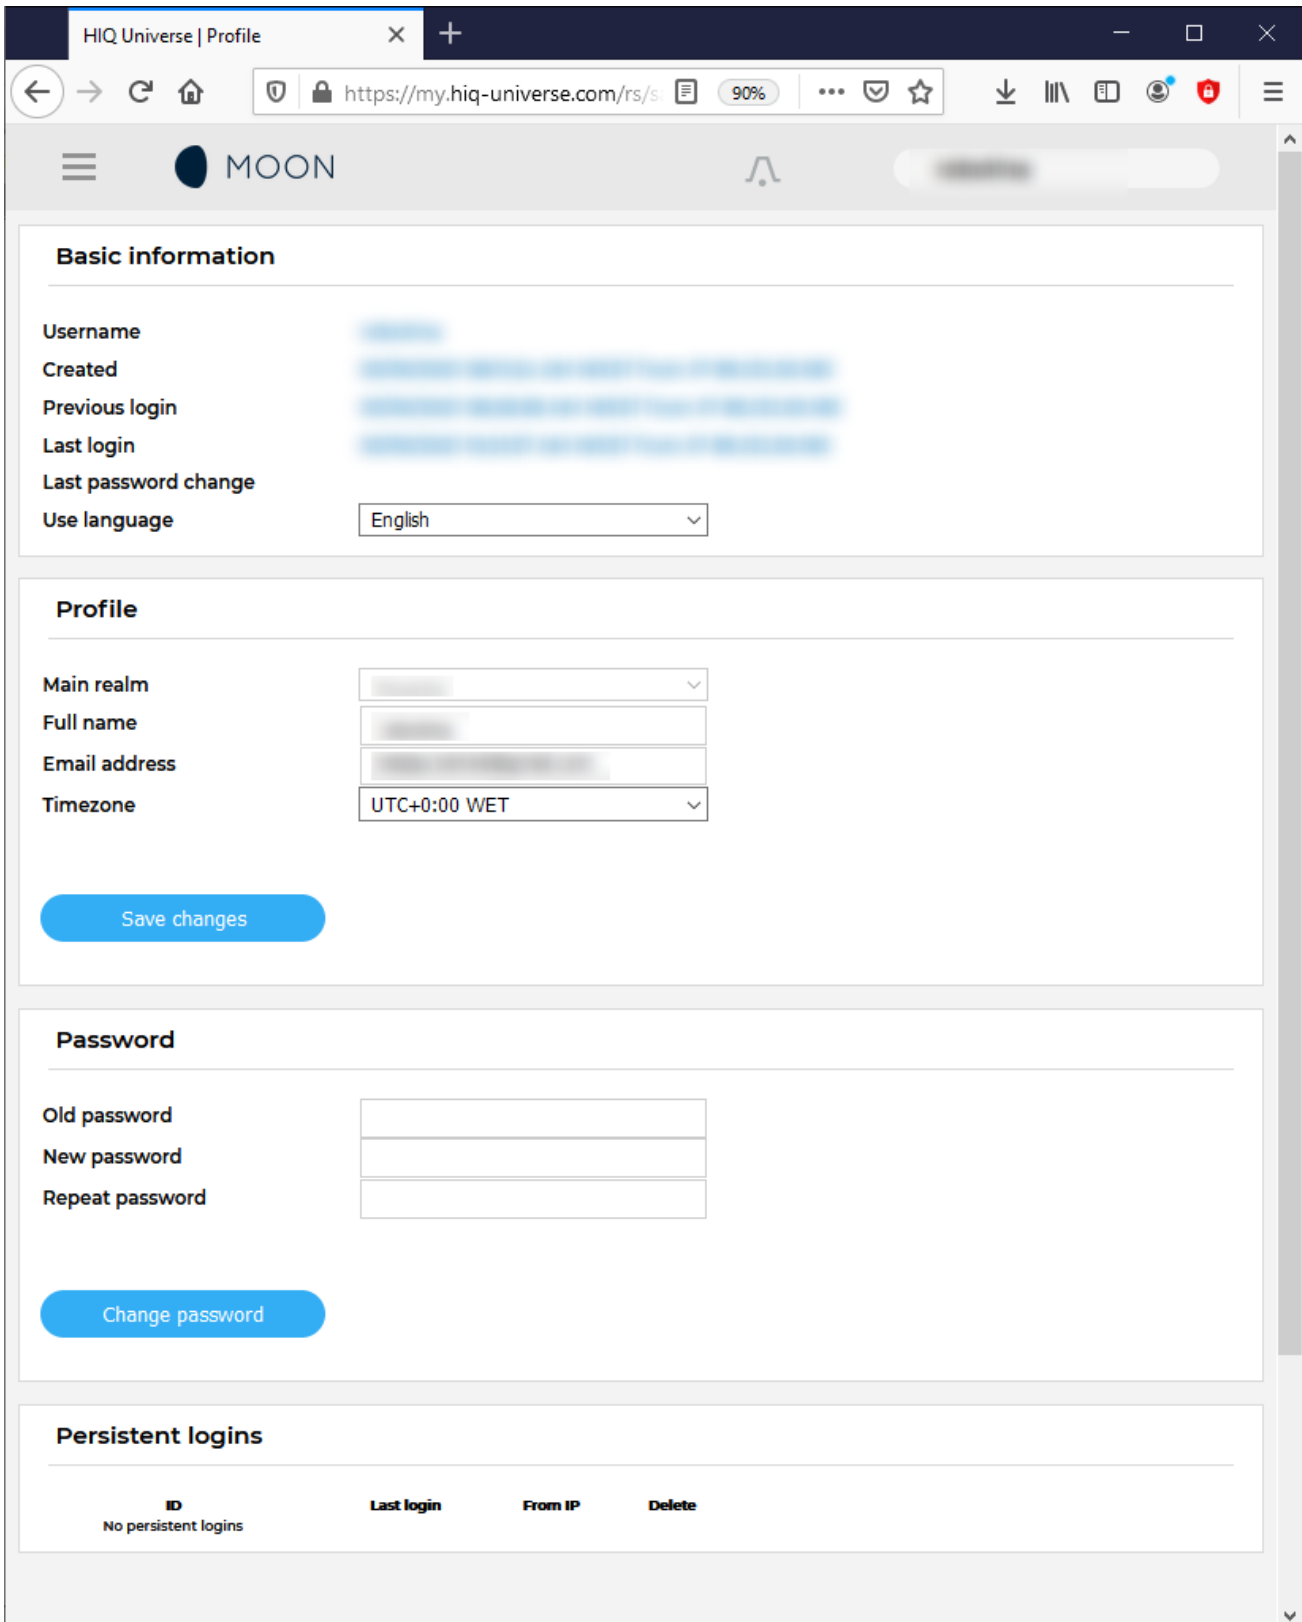 HIQ Universe | Profile
https://my.hiq-universe.com/rs/s
90%
MOON
Basic information
Username
Created
Previous login
Last login
Last password change
Use language English
Profile
Main realm
Full name
Email address
Timezone UTC+0:00 WET
Save changes
Password
Old password
New password
Repeat password
Change password
Persistent logins
ID Last login From IP Delete
No persistent logins